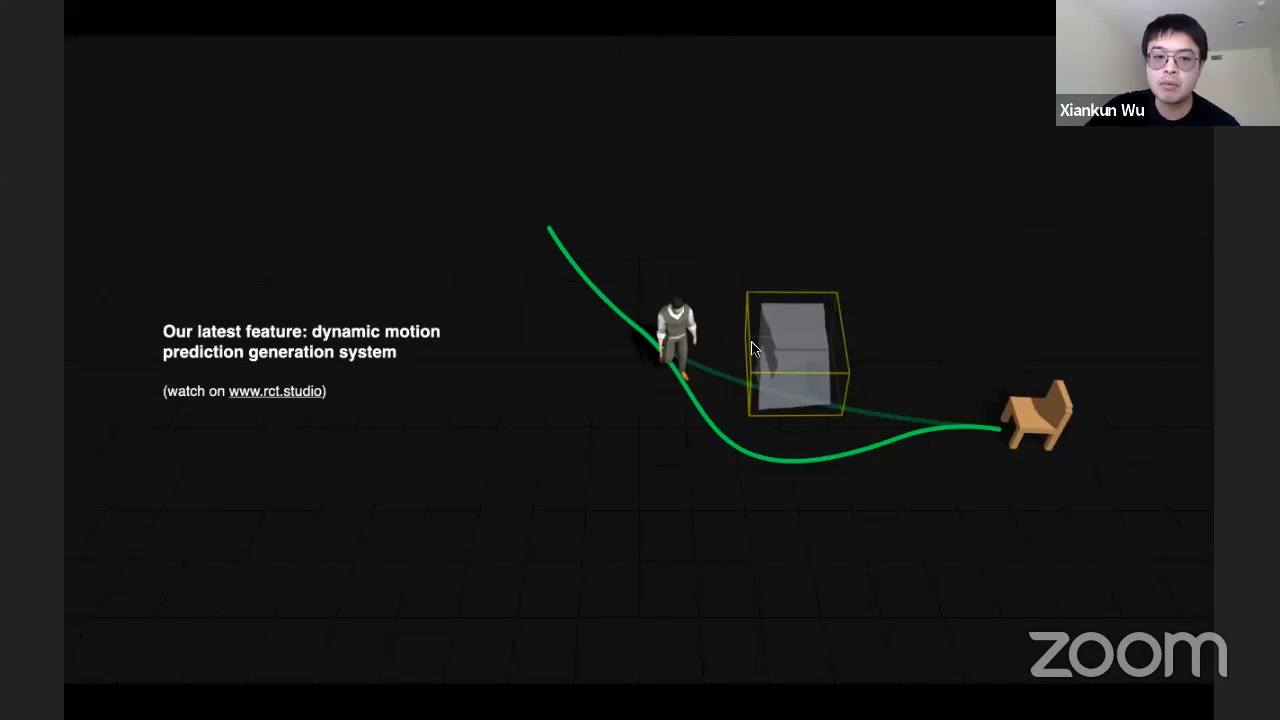 Xiankun Wu
Our latest feature: dynamic motion
prediction generation system
(watch on www.rct.studio)
zoom